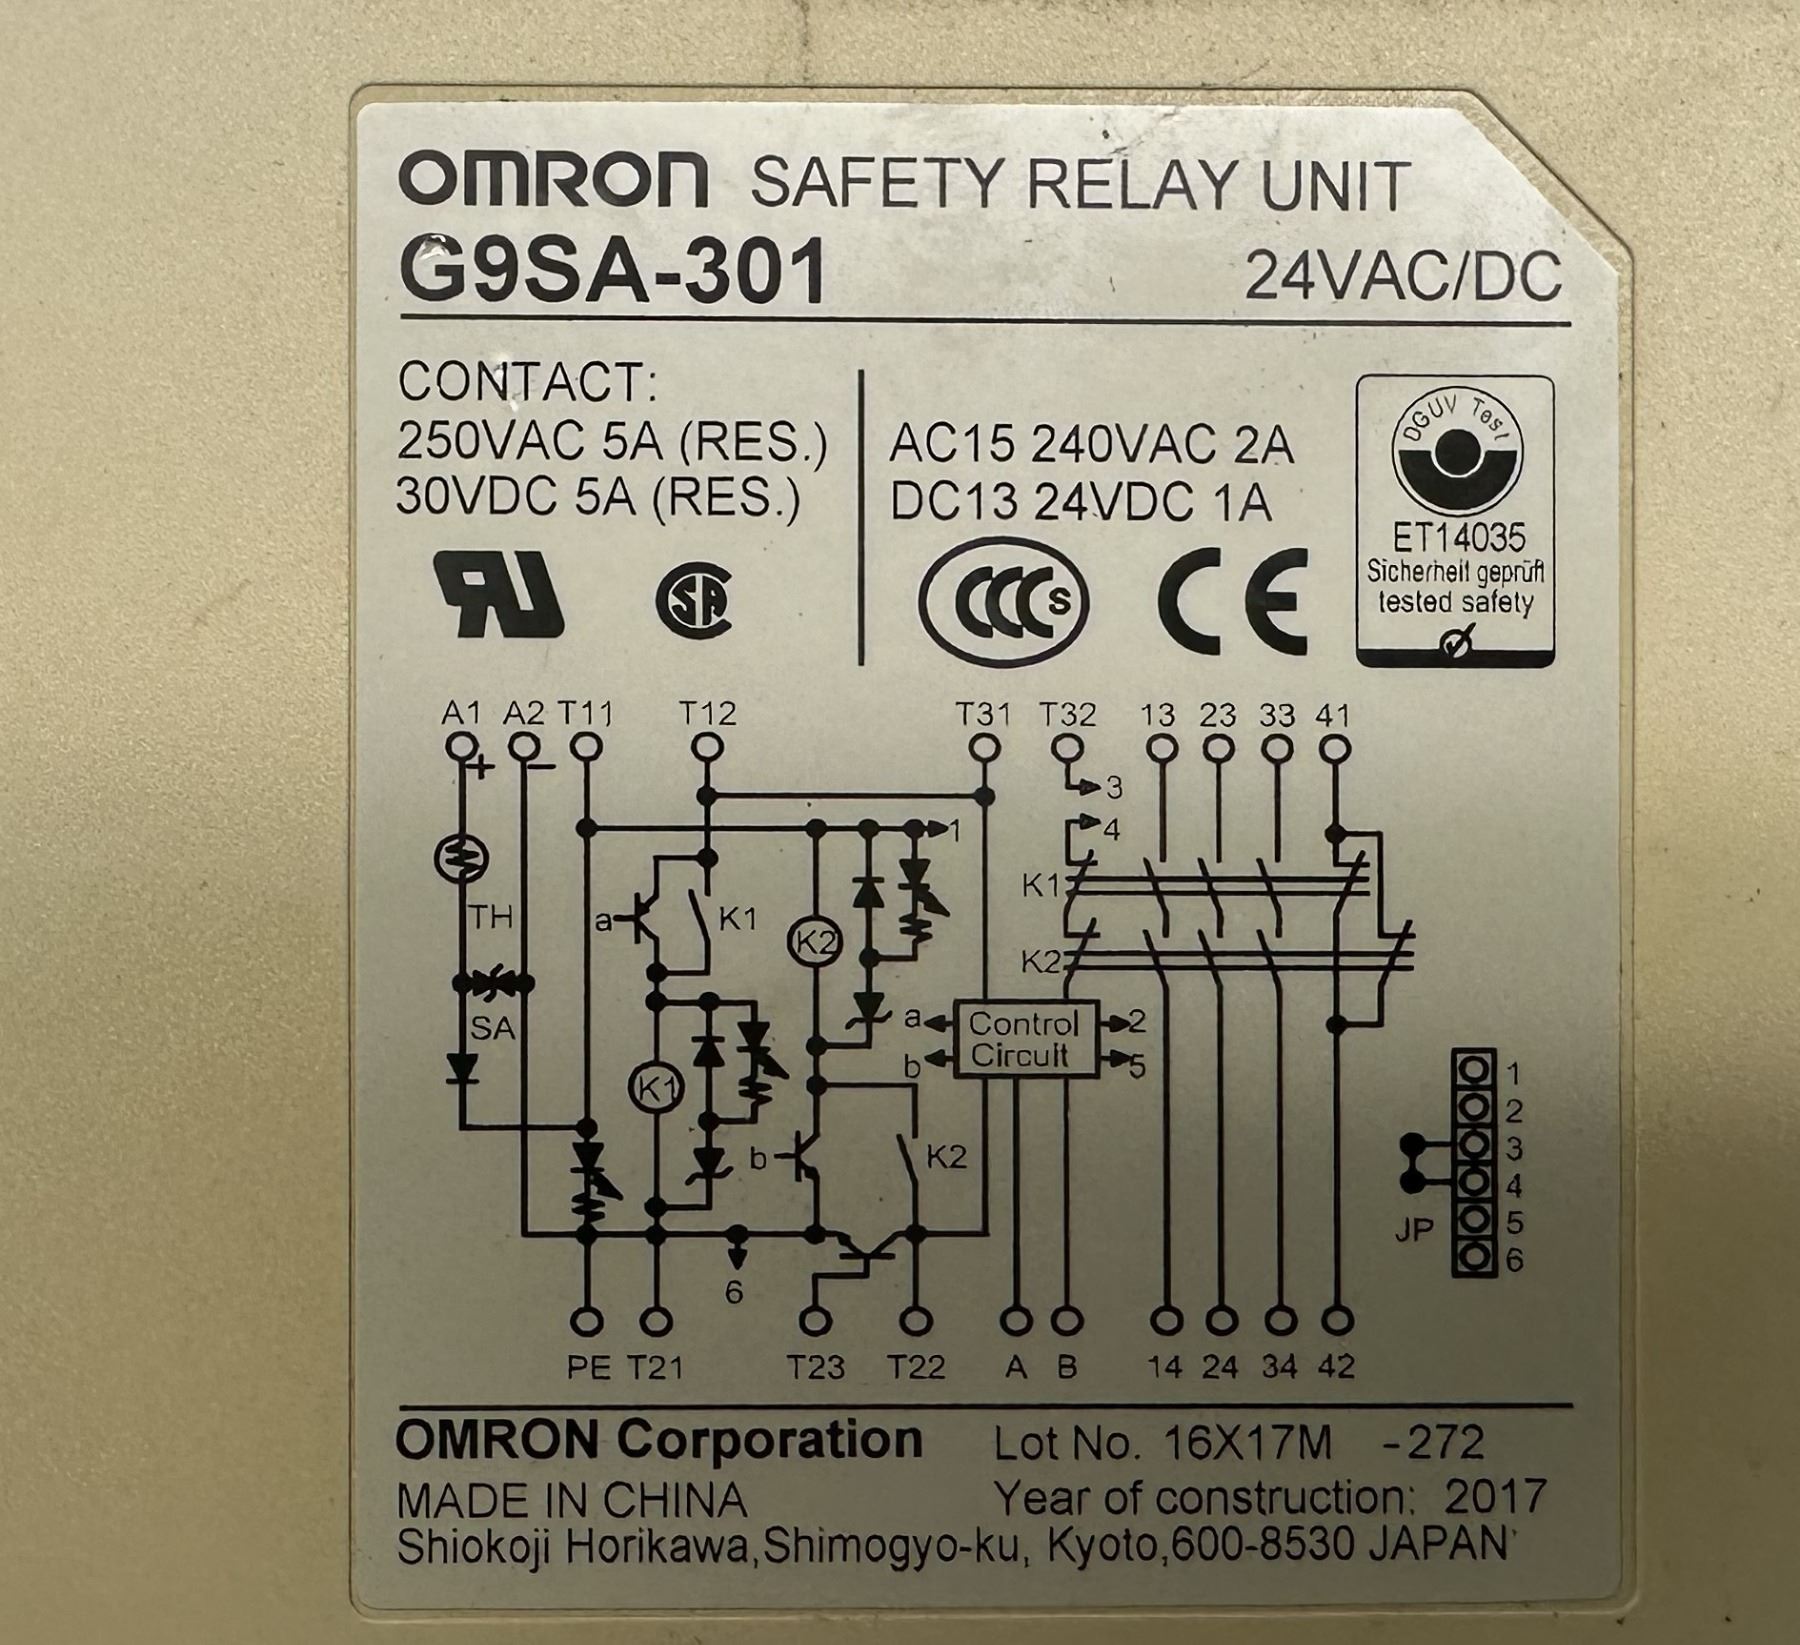 OMRON SAFETY RELAY UNIT
G9SA-301 24VAC/DC
CONTACT:
250VAC 5A (RES.)
30VDC 5A (RES.)
AC15 240VAC 2A
DC13 24VDC 1A
DGUV Test
ET14035
Sicherheit geprüft
tested safety
RU
SA
CCC S
CE
A1 A2 T11 T12 T31 T32 13 23 33 41
+ −
3
1
4
K1
TH
a K1
K2
K2
SA
a Control 2
b Circuit 5
K1
b
K2
1
2
3
4
5
6
JP
6
PE T21 T23 T22 A B 14 24 34 42
OMRON Corporation Lot No. 16X17M -272
MADE IN CHINA Year of construction: 2017
Shiokoji Horikawa,Shimogyo-ku, Kyoto,600-8530 JAPAN